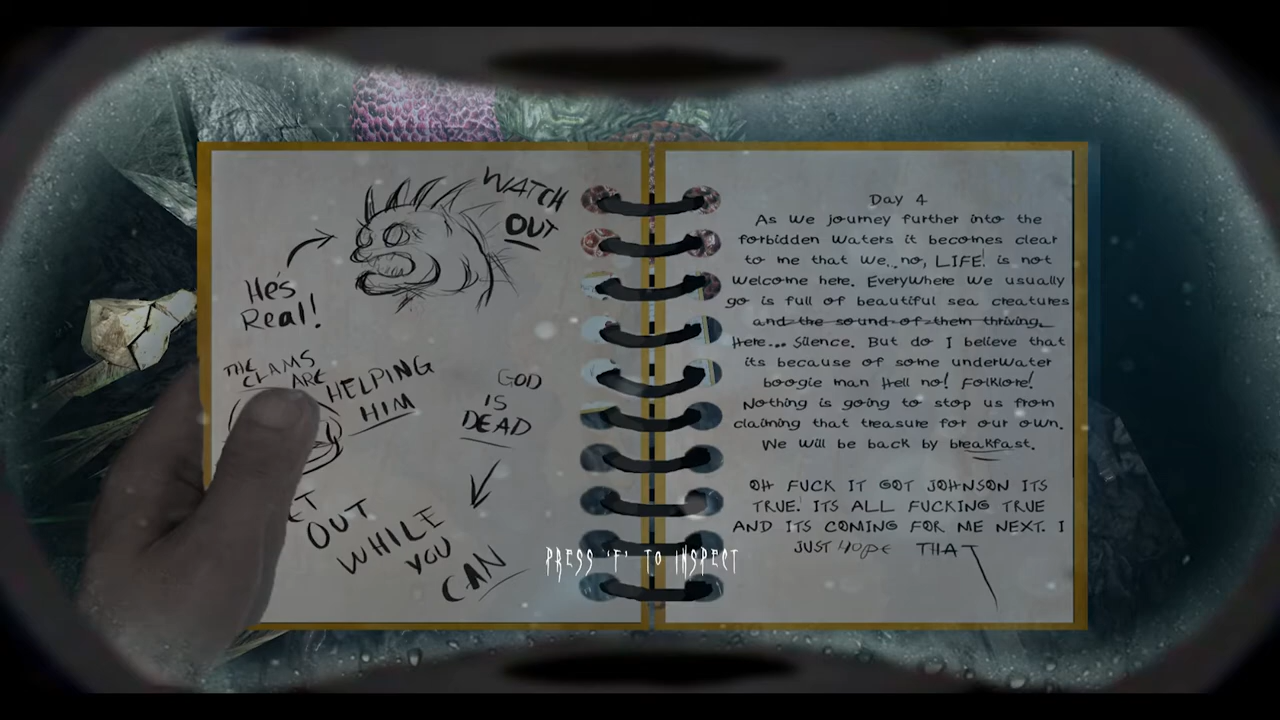 WATCH
OUT
He's
Real!
THE
CLAMS
ARE
HELPING
HIM
GOD
IS
DEAD
OUT
WHILE
YOU
CAN
Day 4
As we journey further into the
forbidden waters it becomes clear
to me that we...no, LIFE! is not
welcome here. Everywhere we usually
go is full of beautiful sea creatures
and the sound of them thriving.
Here... Silence. But do I believe that
its because of some underwater
boogie man Hell no! Folklore!
Nothing is going to stop us from
claiming that treasure for our own.
We will be back by breakfast.
OH FUCK IT GOT JOHNSON ITS
TRUE! ITS ALL FUCKING TRUE
AND ITS COMING FOR ME NEXT. I
JUST HOPE THAT
PRESS 'F' TO INSPECT